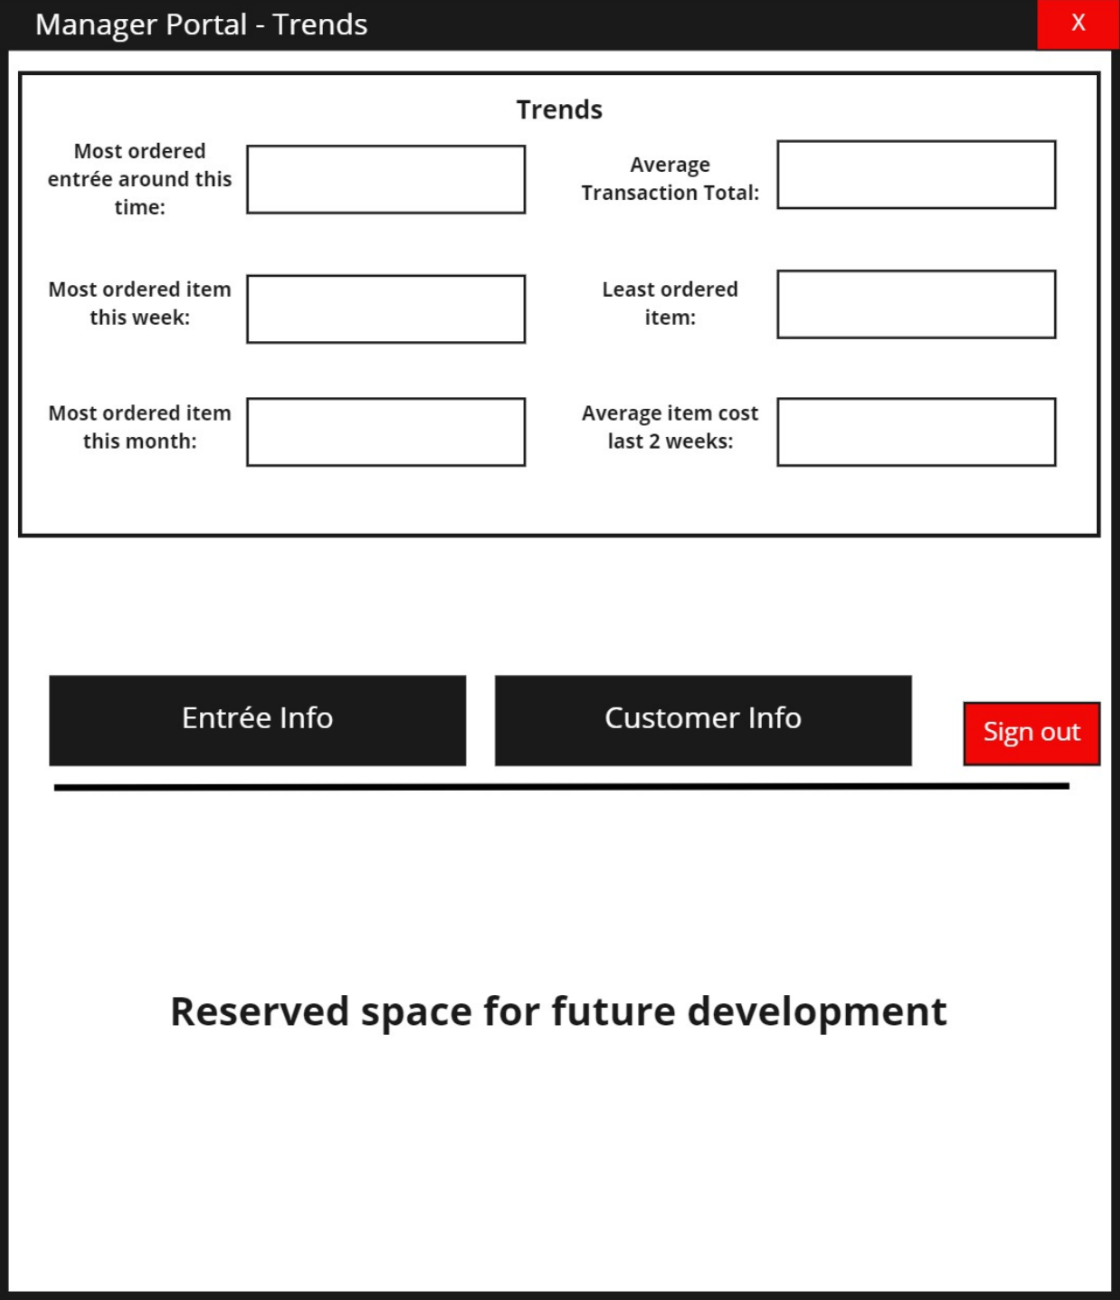 Manager Portal - Trends
X
Trends
Most ordered
entrée around this
time:
Average
Transaction Total:
Most ordered item
this week:
Least ordered
item:
Most ordered item
this month:
Average item cost
last 2 weeks:
Entrée Info
Customer Info
Sign out
Reserved space for future development